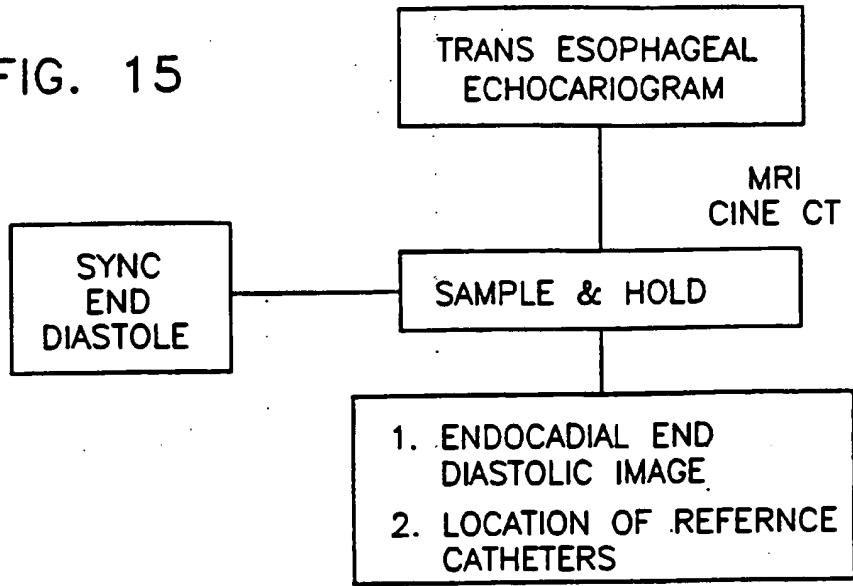 FIG. 15
TRANS ESOPHAGEAL
ECHOCARIOGRAM
MRI
CINE CT
SYNC
END
DIASTOLE
SAMPLE & HOLD
1. ENDOCADIAL END
DIASTOLIC IMAGE
2. LOCATION OF REFERNCE
CATHETERS